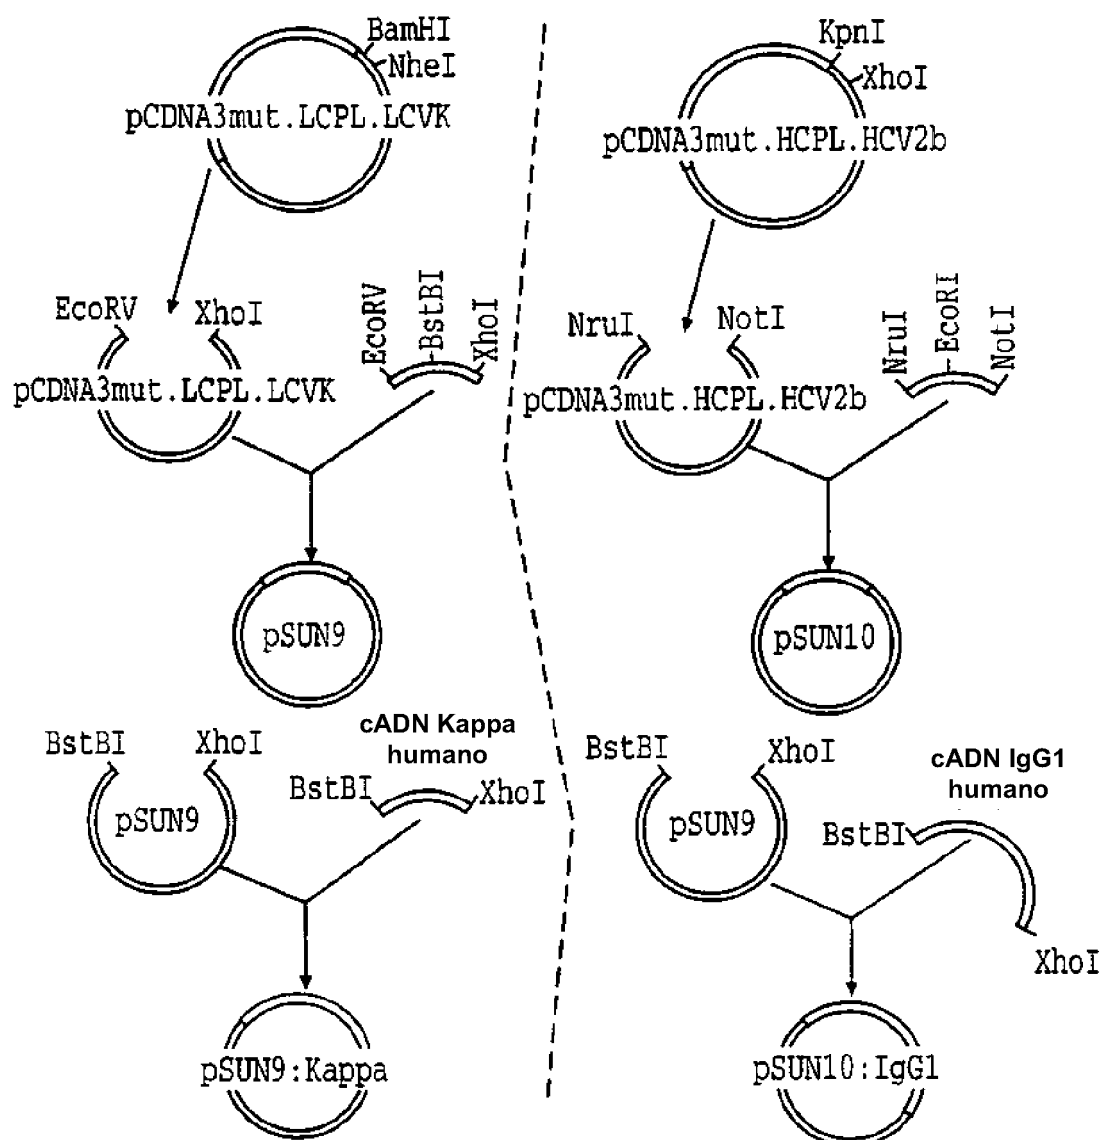 BamHI
NheI
pCDNA3mut.LCPL.LCVK
EcoRV
XhoI
EcoRV
BstBI
XhoI
pCDNA3mut.LCPL.LCVK
pSUN9
BstBI
XhoI
cADN Kappa
humano
pSUN9
BstBI
XhoI
pSUN9:Kappa
KpnI
XhoI
pCDNA3mut.HCPL.HCV2b
NruI
NotI
NruI
EcoRI
NotI
pCDNA3mut.HCPL.HCV2b
pSUN10
BstBI
XhoI
cADN IgG1
humano
pSUN9
BstBI
XhoI
pSUN10:IgG1